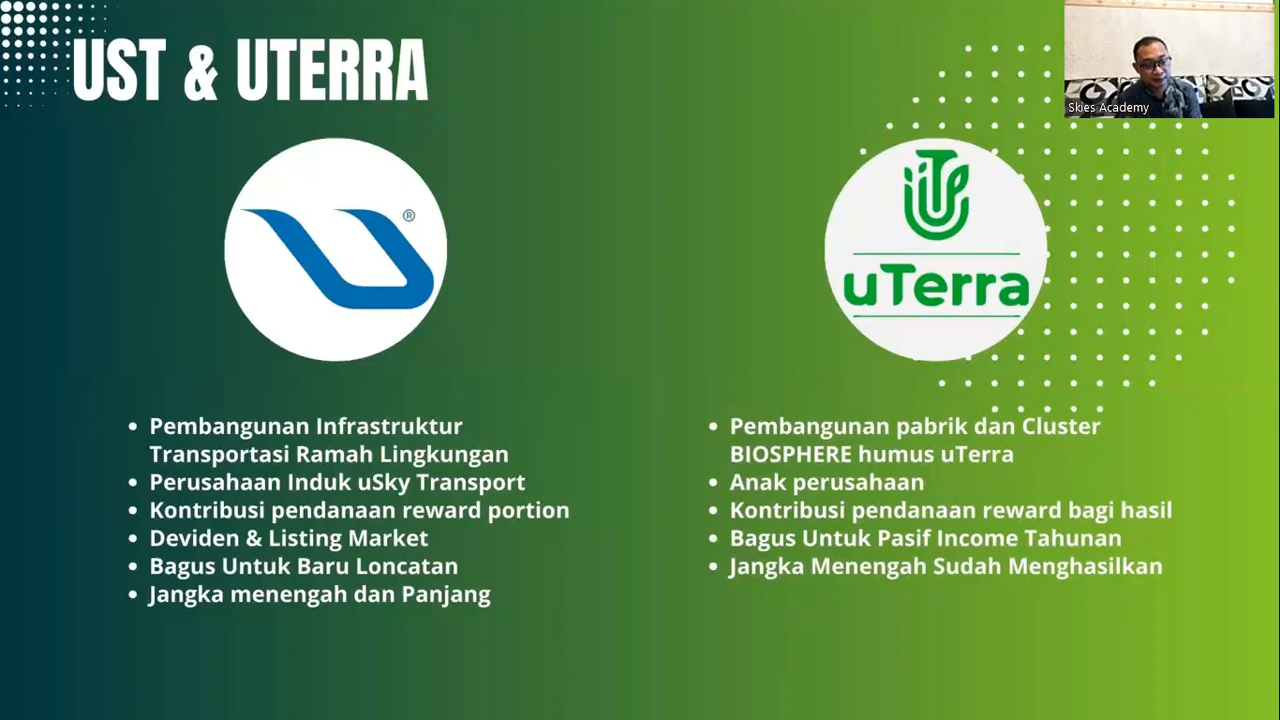 UST & UTERRA
Skies Academy
®
uTerra
Pembangunan Infrastruktur
Transportasi Ramah Lingkungan
Perusahaan Induk uSky Transport
Kontribusi pendanaan reward portion
Deviden & Listing Market
Bagus Untuk Baru Loncatan
Jangka menengah dan Panjang
Pembangunan pabrik dan Cluster
BIOSPHERE humus uTerra
Anak perusahaan
Kontribusi pendanaan reward bagi hasil
Bagus Untuk Pasif Income Tahunan
Jangka Menengah Sudah Menghasilkan